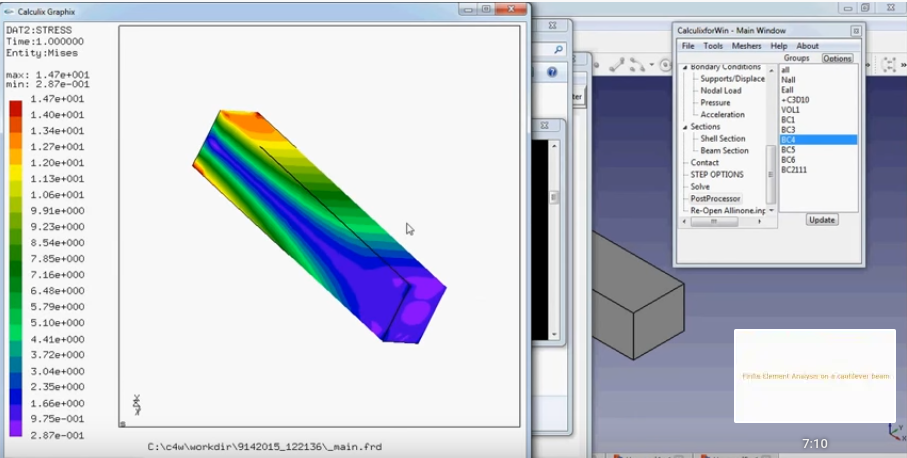 Calculix Graphix
DAT2:STRESS
Time:1.000000
Entity:Mises
max: 1.47e+001
min: 2.87e-001
1.47e+001
1.40e+001
1.34e+001
1.27e+001
1.20e+001
1.13e+001
1.06e+001
9.91e+000
9.23e+000
8.54e+000
7.85e+000
7.16e+000
6.48e+000
5.79e+000
5.10e+000
4.41e+000
3.72e+000
3.04e+000
2.35e+000
1.66e+000
9.75e-001
2.87e-001
C:\c4w\workdir\9142015_122136\_main.frd
CalculixforWin - Main Window
File Tools Meshers Help About
Groups Options
Bondary Conditions
Supports/Displace
Nodal Load
Pressure
Acceleration
Sections
Shell Section
Beam Section
Contact
STEP OPTIONS
Solve
PostProcessor
Re-Open Allinone.inp
all
Nall
Eall
+C3D10
VOL1
BC1
BC3
BC4
BC5
BC6
BC2111
Update
Finite Element Analysis on a cantilever beam
7:10